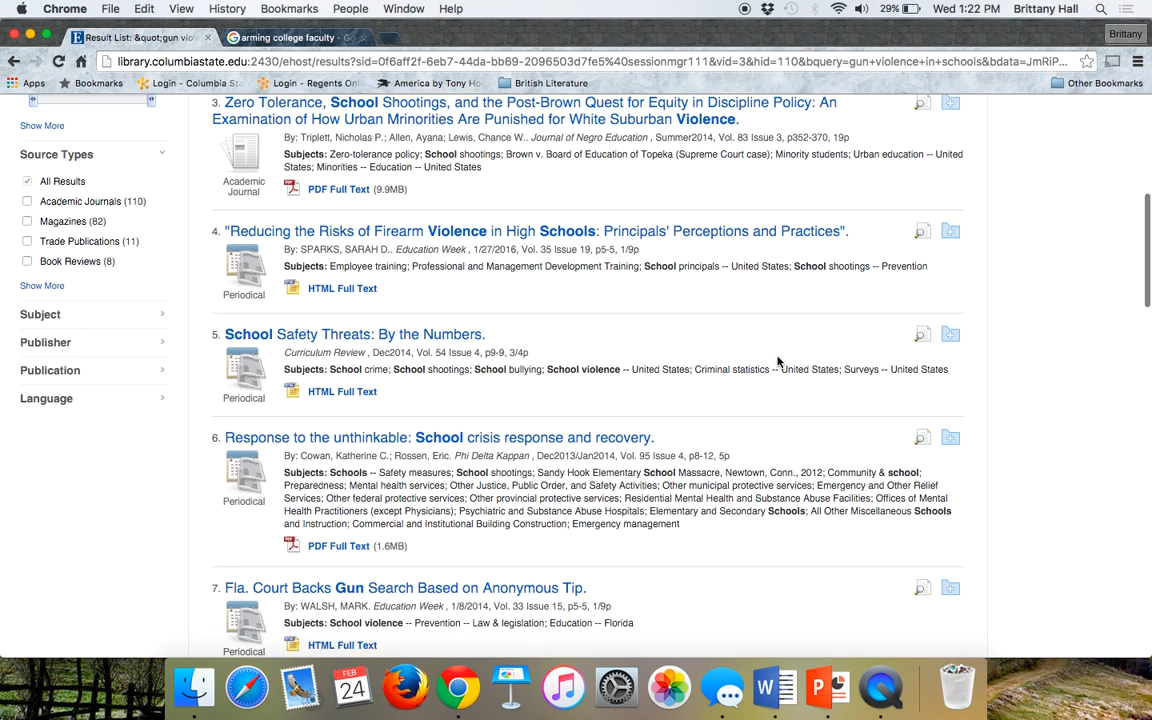 Chrome File Edit View History Bookmarks People Window Help 29% Wed 1:22 PM Brittany Hall
Result List: &quot;gun viol arming college faculty - Go Brittany
library.columbiastate.edu:2430/ehost/results?sid=0f6aff2f-6eb7-44da-bb69-2096503d7fe5%40sessionmgr111&vid=3&hid=110&bquery=gun+violence+in+schools&bdata=JmRiP...
Apps Bookmarks Login - Columbia Sta Login - Regents Onli America by Tony Ho British Literature Other Bookmarks
Show More
Source Types
All Results
Academic Journals (110)
Magazines (82)
Trade Publications (11)
Book Reviews (8)
Show More
Subject
Publisher
Publication
Language
3. Zero Tolerance, School Shootings, and the Post-Brown Quest for Equity in Discipline Policy: An
Examination of How Urban Mrinorities Are Punished for White Suburban Violence.
By: Triplett, Nicholas P.; Allen, Ayana; Lewis, Chance W.. Journal of Negro Education , Summer2014, Vol. 83 Issue 3, p352-370, 19p
Subjects: Zero-tolerance policy; School shootings; Brown v. Board of Education of Topeka (Supreme Court case); Minority students; Urban education -- United
States; Minorities -- Education -- United States
Academic
Journal
PDF Full Text (9.9MB)
4. "Reducing the Risks of Firearm Violence in High Schools: Principals' Perceptions and Practices".
By: SPARKS, SARAH D.. Education Week , 1/27/2016, Vol. 35 Issue 19, p5-5, 1/9p
Subjects: Employee training; Professional and Management Development Training; School principals -- United States; School shootings -- Prevention
Periodical
HTML Full Text
5. School Safety Threats: By the Numbers.
Curriculum Review , Dec2014, Vol. 54 Issue 4, p9-9, 3/4p
Subjects: School crime; School shootings; School bullying; School violence -- United States; Criminal statistics -- United States; Surveys -- United States
Periodical
HTML Full Text
6. Response to the unthinkable: School crisis response and recovery.
By: Cowan, Katherine C.; Rossen, Eric. Phi Delta Kappan , Dec2013/Jan2014, Vol. 95 Issue 4, p8-12, 5p
Subjects: Schools -- Safety measures; School shootings; Sandy Hook Elementary School Massacre, Newtown, Conn., 2012; Community & school;
Preparedness; Mental health services; Other Justice, Public Order, and Safety Activities; Other municipal protective services; Emergency and Other Relief
Services; Other federal protective services; Other provincial protective services; Residential Mental Health and Substance Abuse Facilities; Offices of Mental
Health Practitioners (except Physicians); Psychiatric and Substance Abuse Hospitals; Elementary and Secondary Schools; All Other Miscellaneous Schools
and Instruction; Commercial and Institutional Building Construction; Emergency management
Periodical
PDF Full Text (1.6MB)
7. Fla. Court Backs Gun Search Based on Anonymous Tip.
By: WALSH, MARK. Education Week , 1/8/2014, Vol. 33 Issue 15, p5-5, 1/9p
Subjects: School violence -- Prevention -- Law & legislation; Education -- Florida
Periodical
HTML Full Text
FEB
24